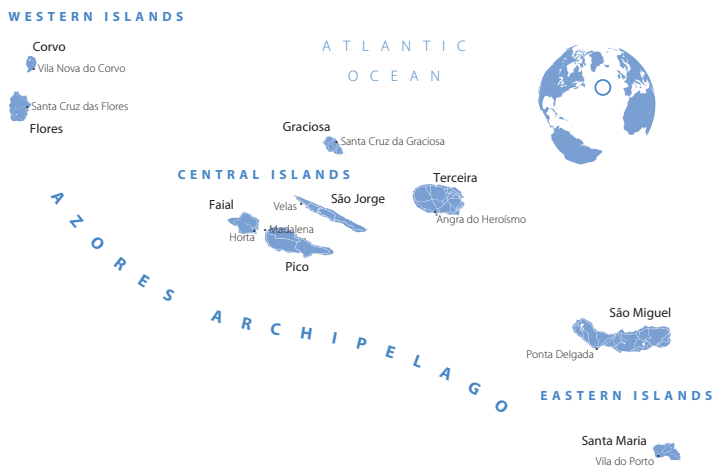 WESTERN ISLANDS
Corvo
Vila Nova do Corvo
Santa Cruz das Flores
Flores
ATLANTIC
OCEAN
Graciosa
Santa Cruz da Graciosa
CENTRAL ISLANDS
Terceira
Angra do Heroísmo
São Jorge
Velas
Faial
Horta
Madalena
Pico
AZORES ARCHIPELAGO
São Miguel
Ponta Delgada
EASTERN ISLANDS
Santa Maria
Vila do Porto